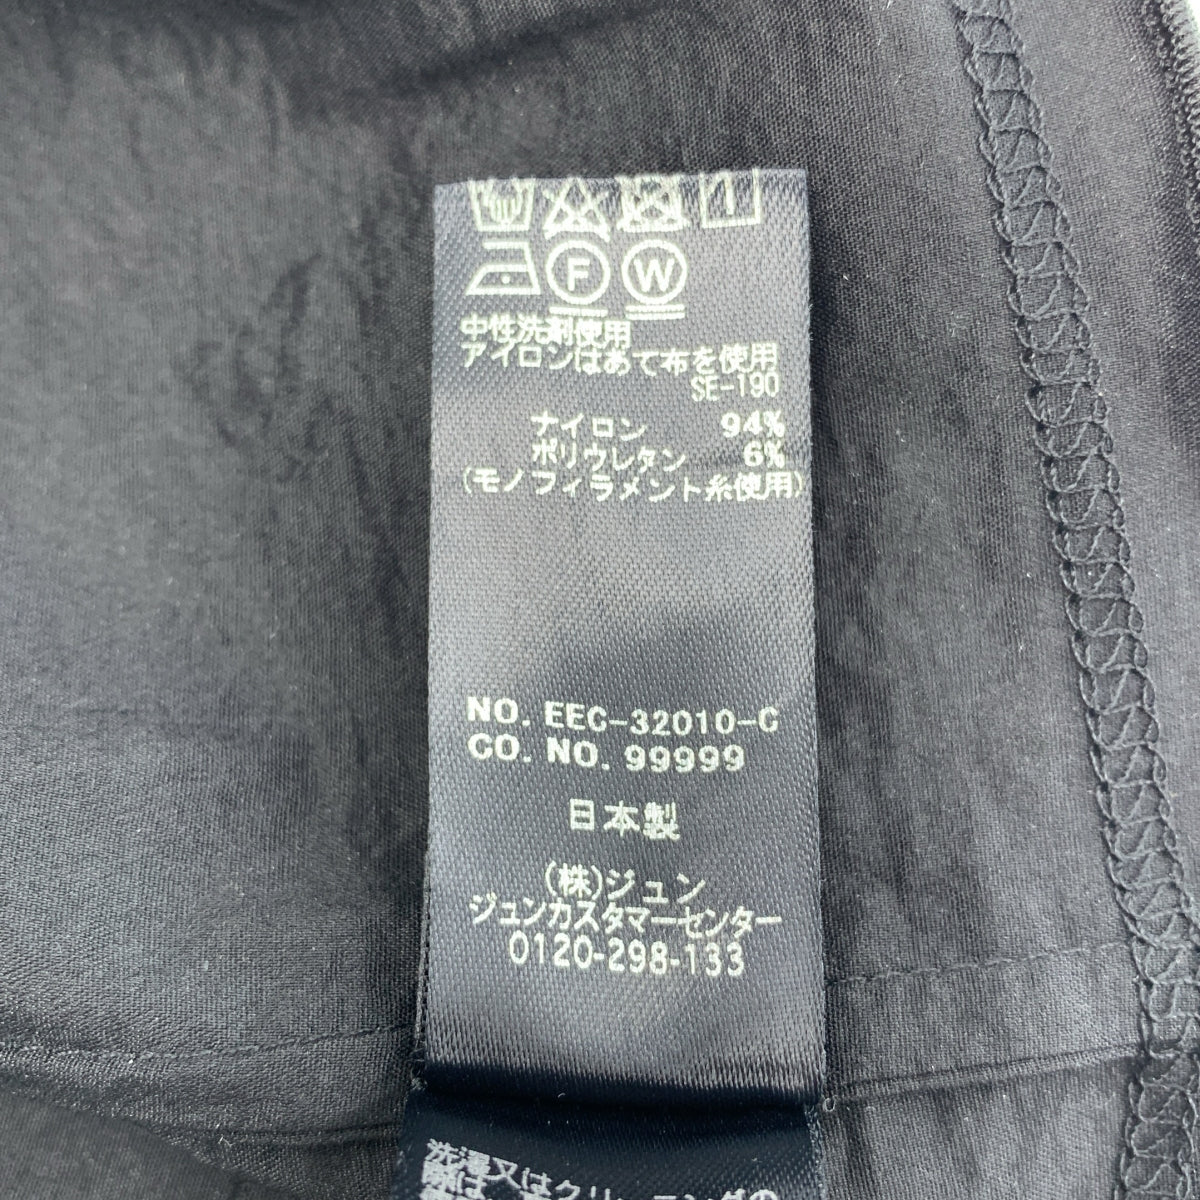 F W
中性洗剤使用
アイロンはあて布を使用
SE-190
ナイロン 94%
ポリウレタン 6%
(モノフィラメント糸使用)
NO. EEC-32010-C
CO. NO. 99999
日本製
(株)ジュン
ジュンカスタマーセンター
0120-298-133
洗濯又はクリーニングの
際は